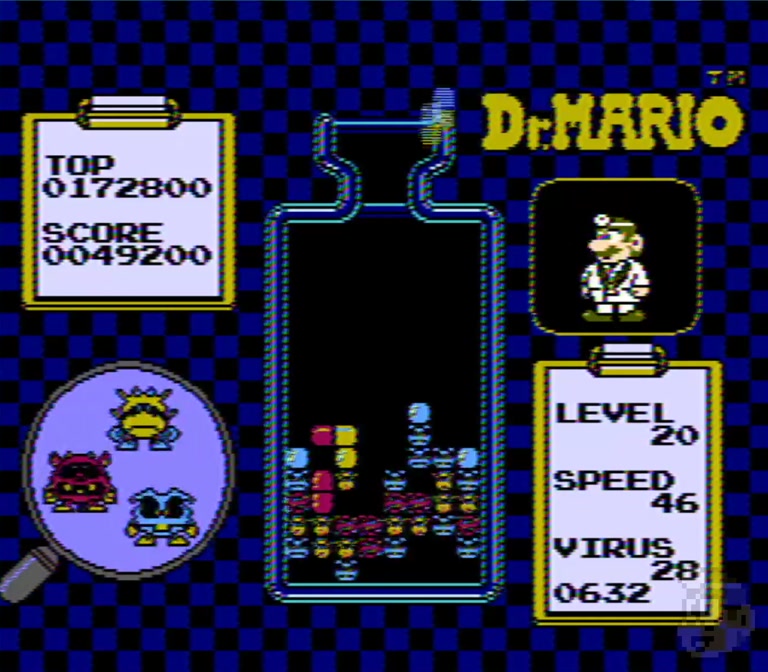 TM
Dr. MARIO
TOP
0172800
SCORE
0049200
LEVEL
20
SPEED
46
VIRUS
28
0632